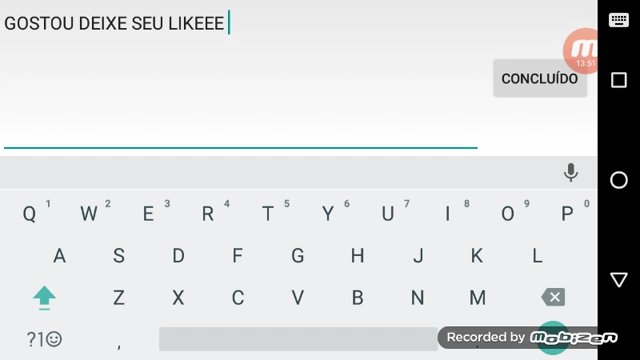 GOSTOU DEIXE SEU LIKEEE
13:51
CONCLUÍDO
Q 1 W 2 E 3 R 4 T 5 Y 6 U 7 I 8 O 9 P 0
A S D F G H J K L
Z X C V B N M
?1☺ ,
Recorded by mobizen